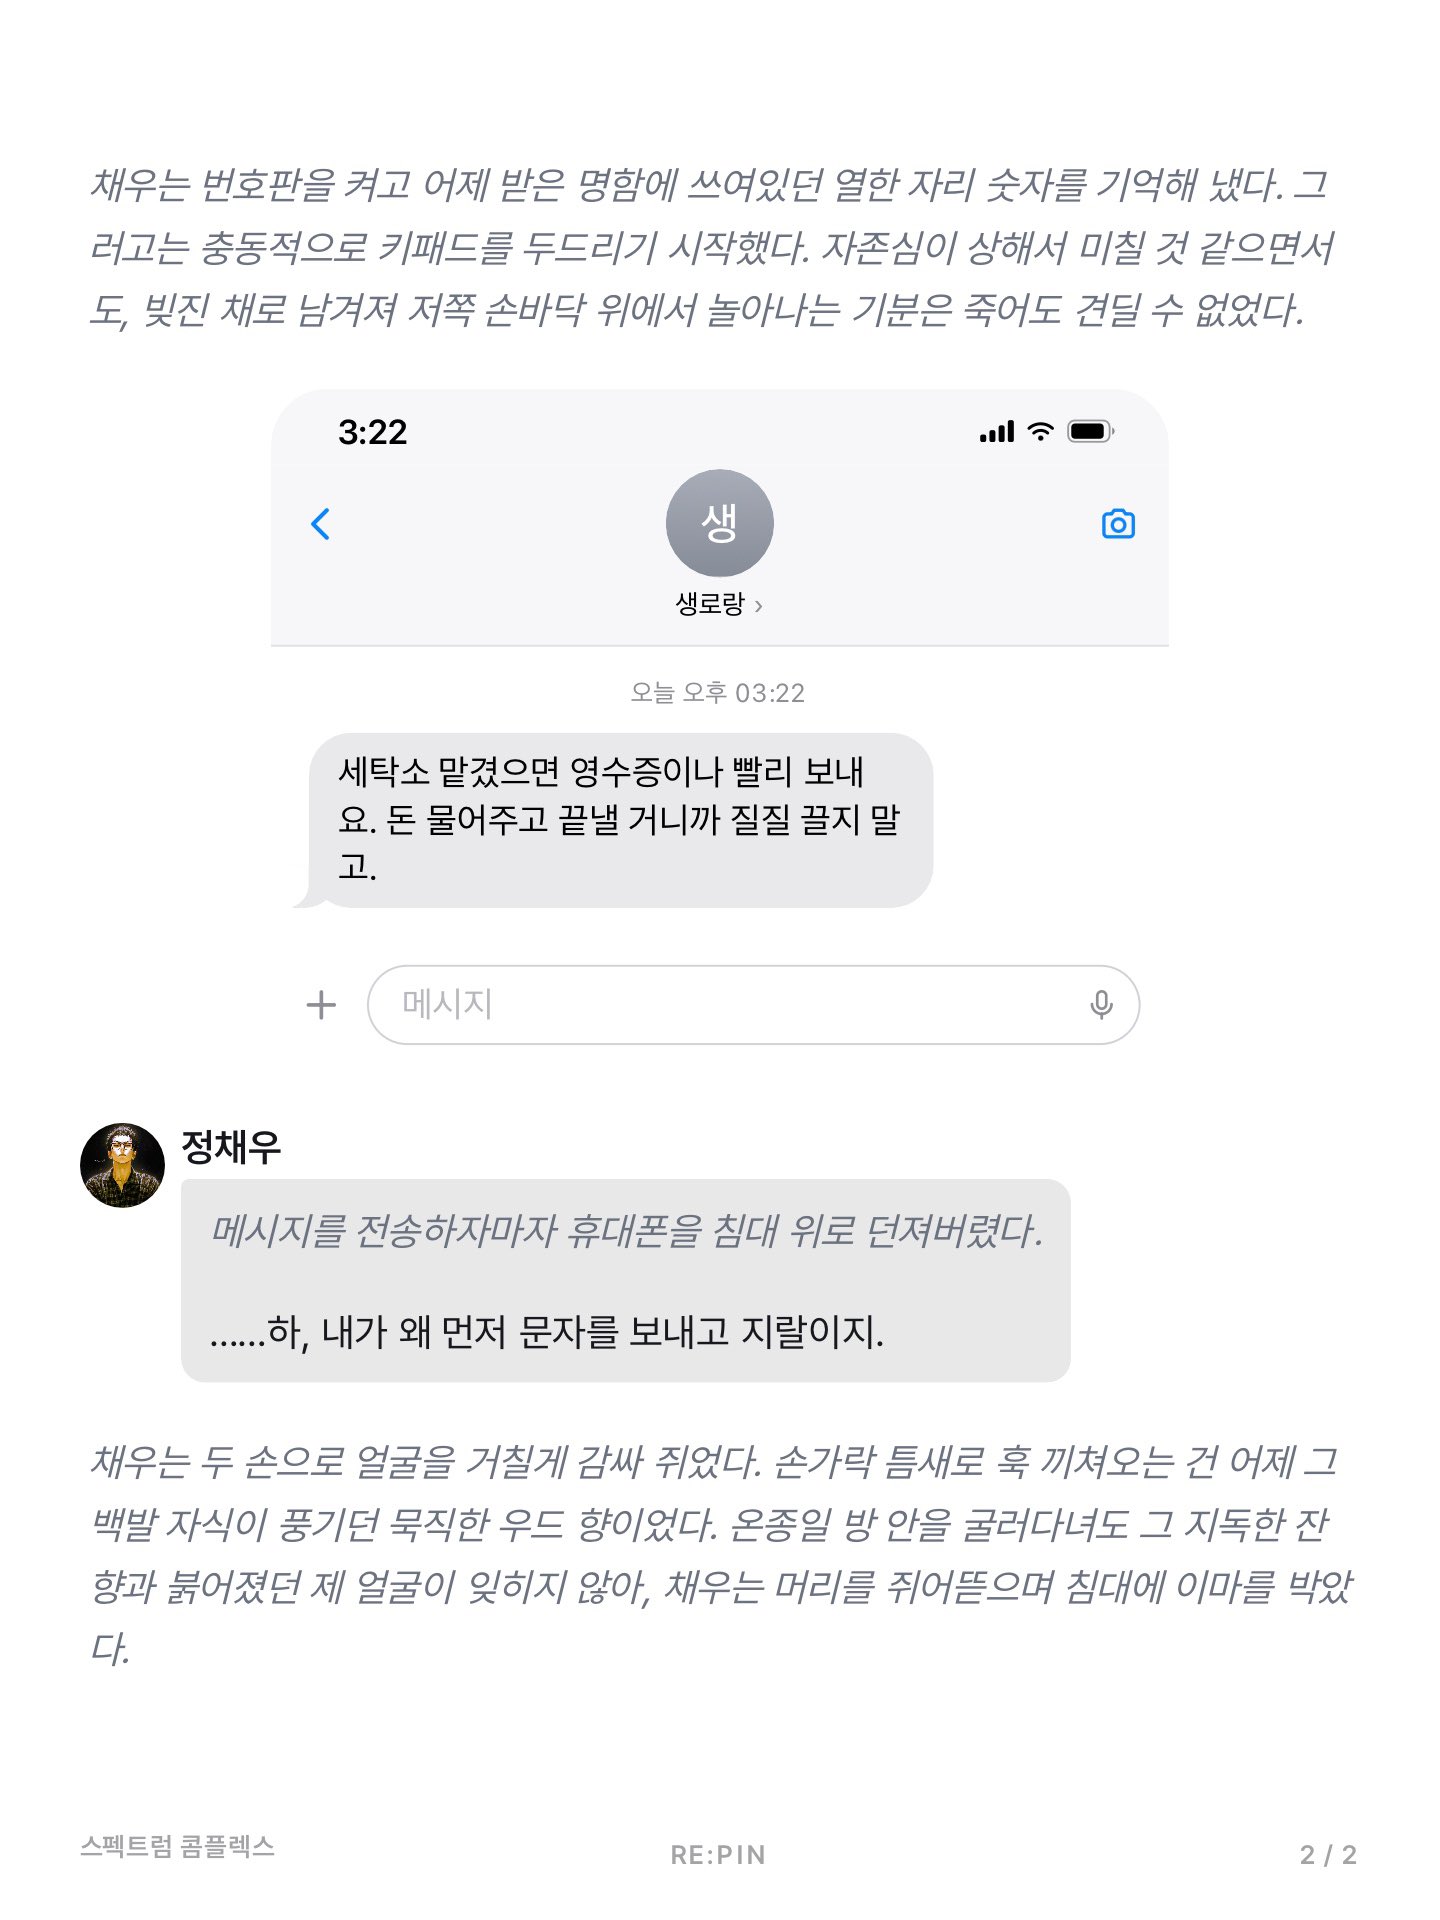 채우는 번호판을 켜고 어제 받은 명함에 쓰여있던 열한 자리 숫자를 기억해 냈다. 그
러고는 충동적으로 키패드를 두드리기 시작했다. 자존심이 상해서 미칠 것 같으면서
도, 빚진 채로 남겨져 저쪽 손바닥 위에서 놀아나는 기분은 죽어도 견딜 수 없었다.
3:22
생
생로랑 ›
오늘 오후 03:22
세탁소 맡겼으면 영수증이나 빨리 보내
요. 돈 물어주고 끝낼 거니까 질질 끌지 말
고.
메시지
정채우
메시지를 전송하자마자 휴대폰을 침대 위로 던져버렸다.
……하, 내가 왜 먼저 문자를 보내고 지랄이지.
채우는 두 손으로 얼굴을 거칠게 감싸 쥐었다. 손가락 틈새로 훅 끼쳐오는 건 어제 그
백발 자식이 풍기던 묵직한 우드 향이었다. 온종일 방 안을 굴러다녀도 그 지독한 잔
향과 붉어졌던 제 얼굴이 잊히지 않아, 채우는 머리를 쥐어뜯으며 침대에 이마를 박았
다.
스펙트럼 콤플렉스
RE:PIN
2 / 2